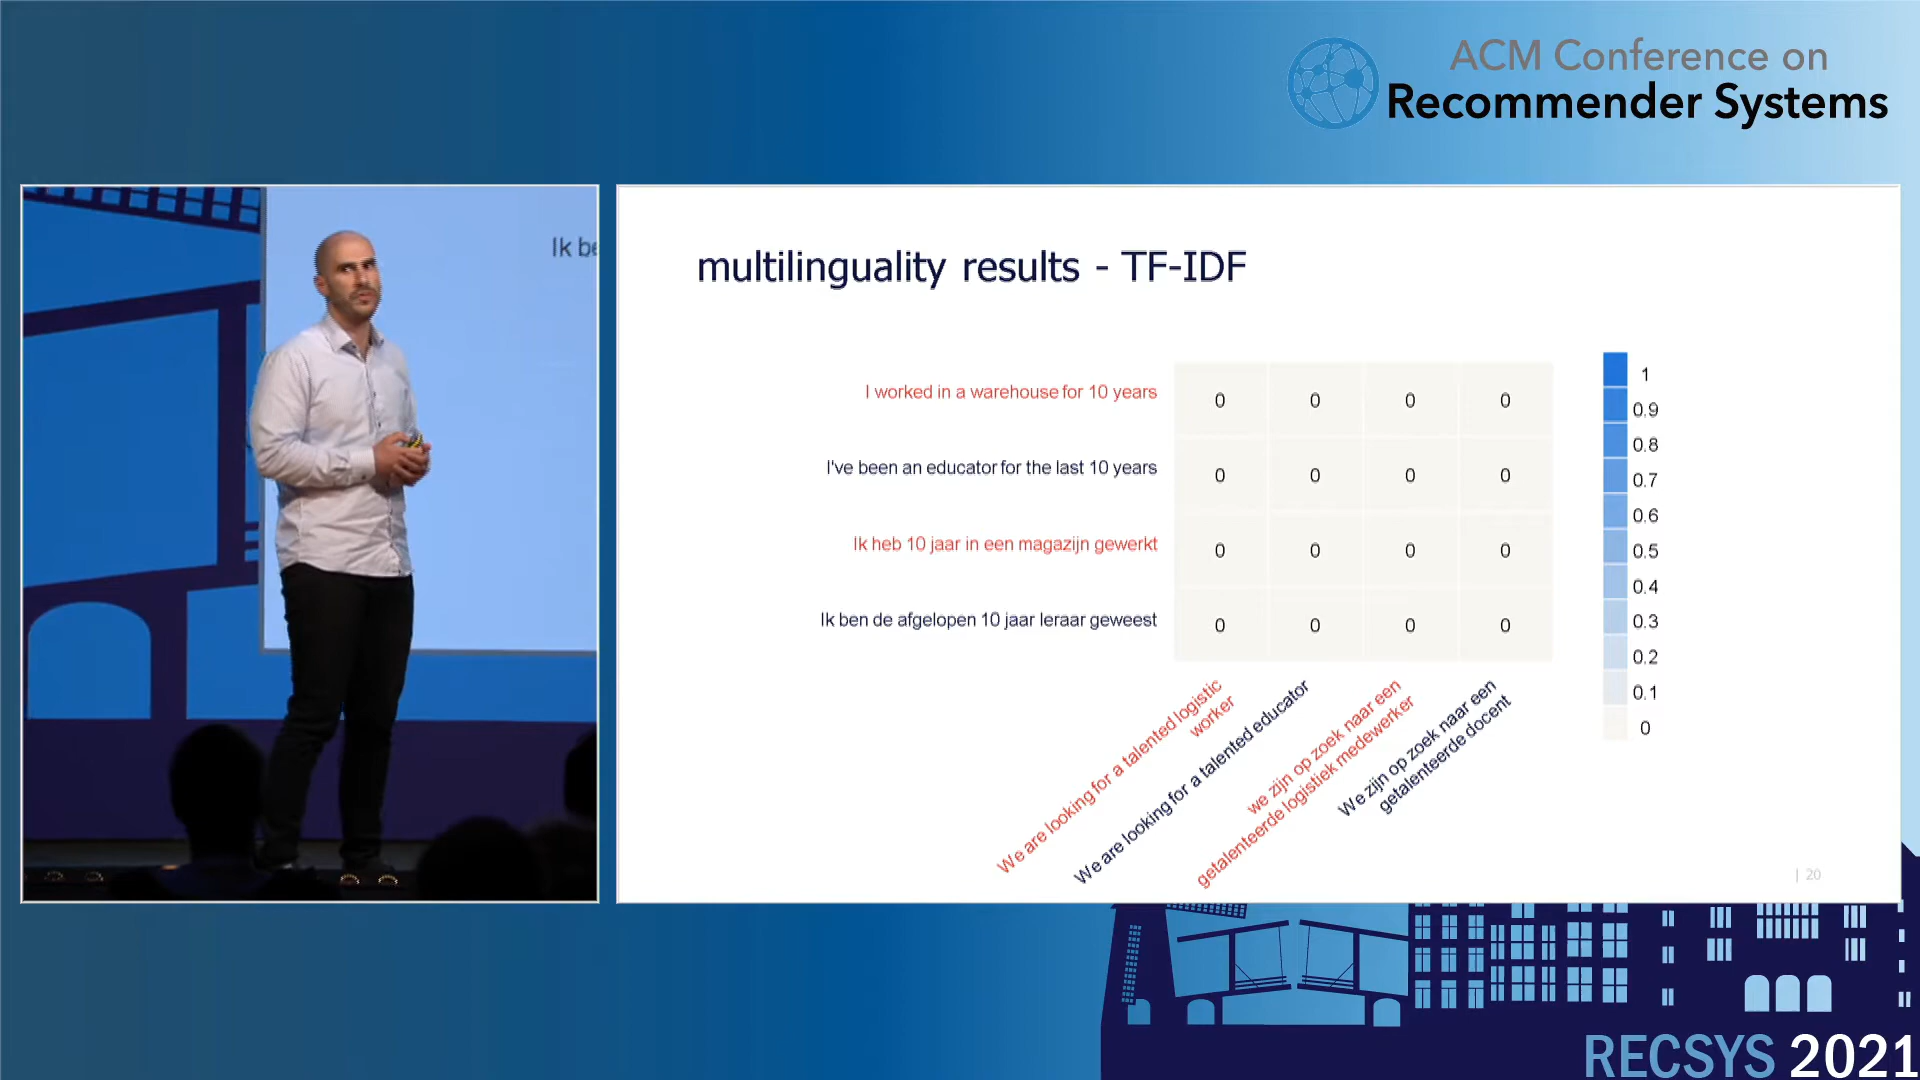 ACM Conference on
Recommender Systems
Ik be
multilinguality results - TF-IDF
I worked in a warehouse for 10 years
0 0 0 0
I've been an educator for the last 10 years
0 0 0 0
Ik heb 10 jaar in een magazijn gewerkt
0 0 0 0
Ik ben de afgelopen 10 jaar leraar geweest
0 0 0 0
We are looking for a talented logistic
worker
We are looking for a talented educator
we zijn op zoek naar een
getalenteerde logistiek medewerker
We zijn op zoek naar een
getalenteerde docent
1
0.9
0.8
0.7
0.6
0.5
0.4
0.3
0.2
0.1
0
| 20
RECSYS 2021